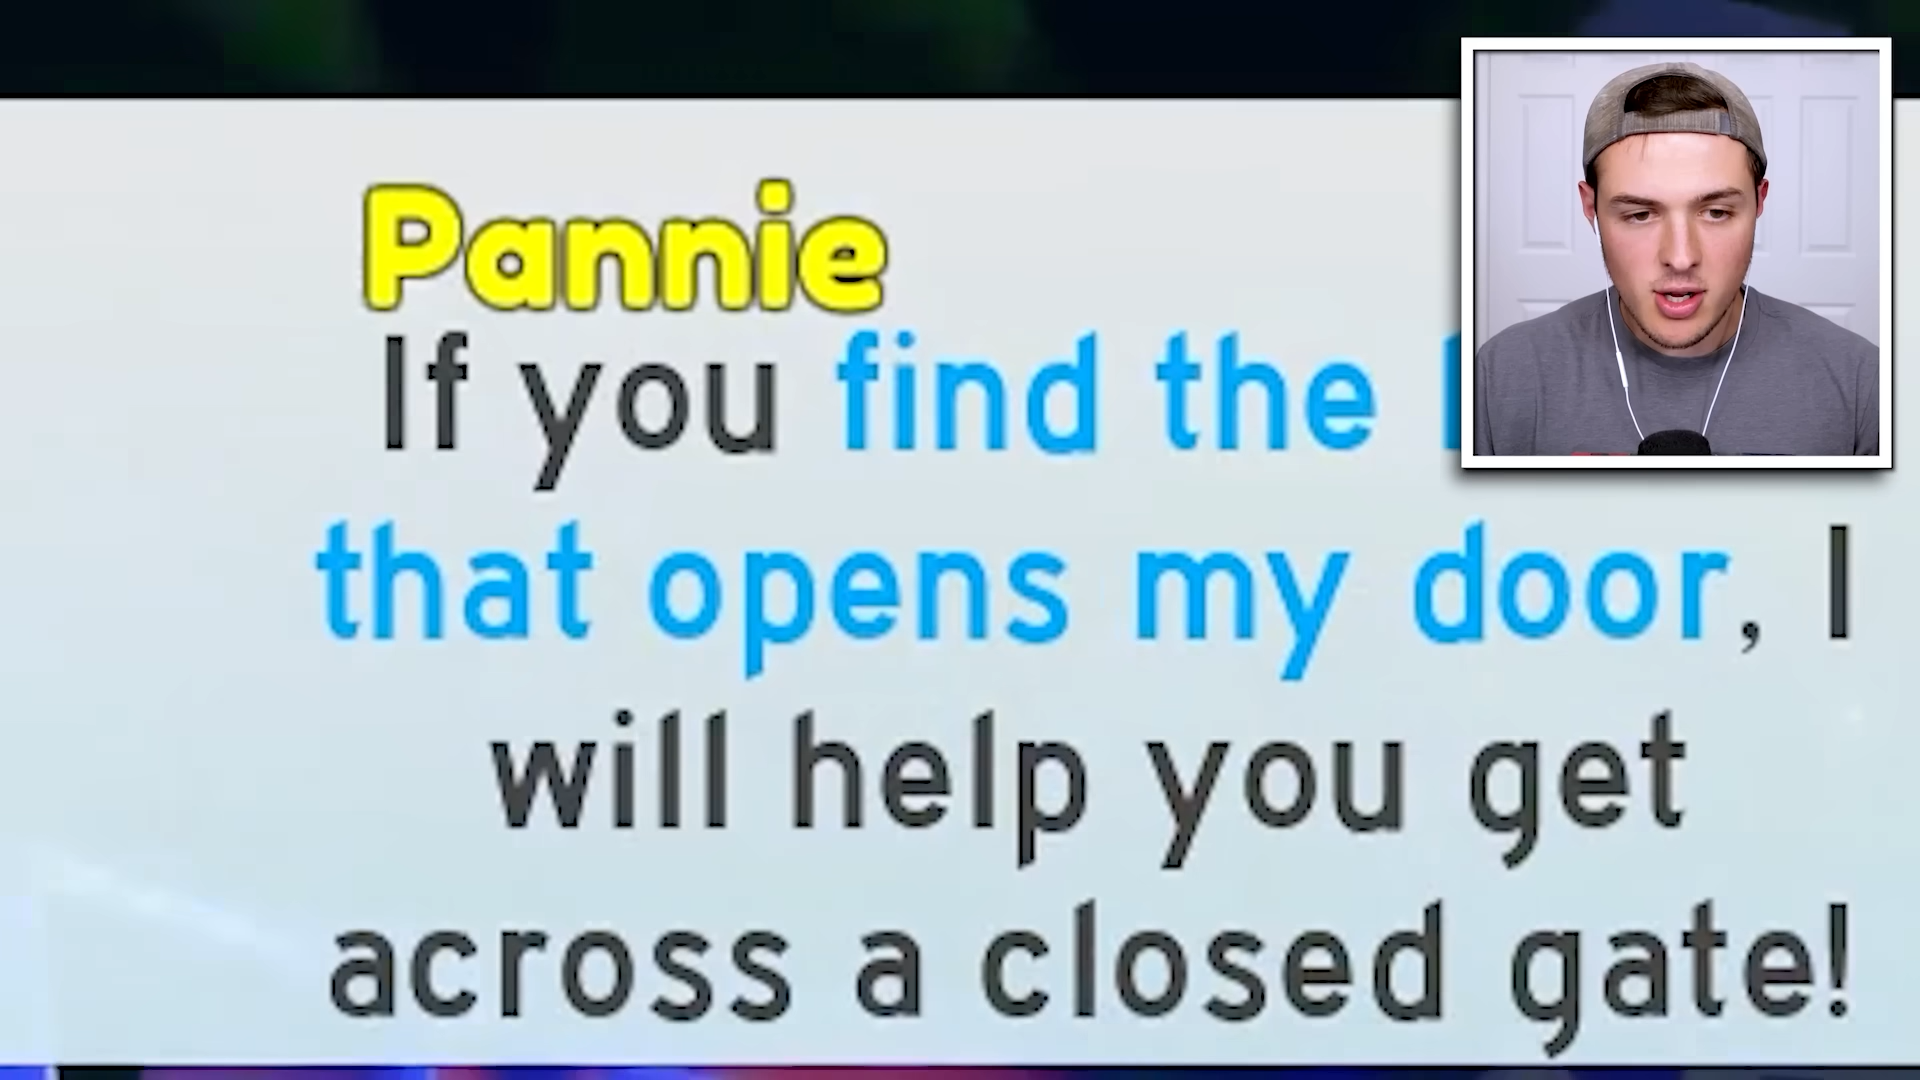 Pannie
If you find the
that opens my door, I
will help you get
across a closed gate!